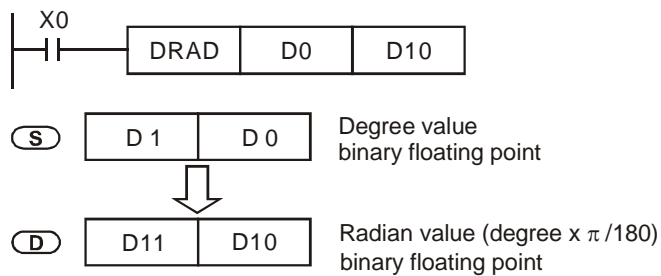 X0
DRAD D0 D10
S D 1 D 0 Degree value
binary floating point
D D11 D10 Radian value (degree x π /180)
binary floating point